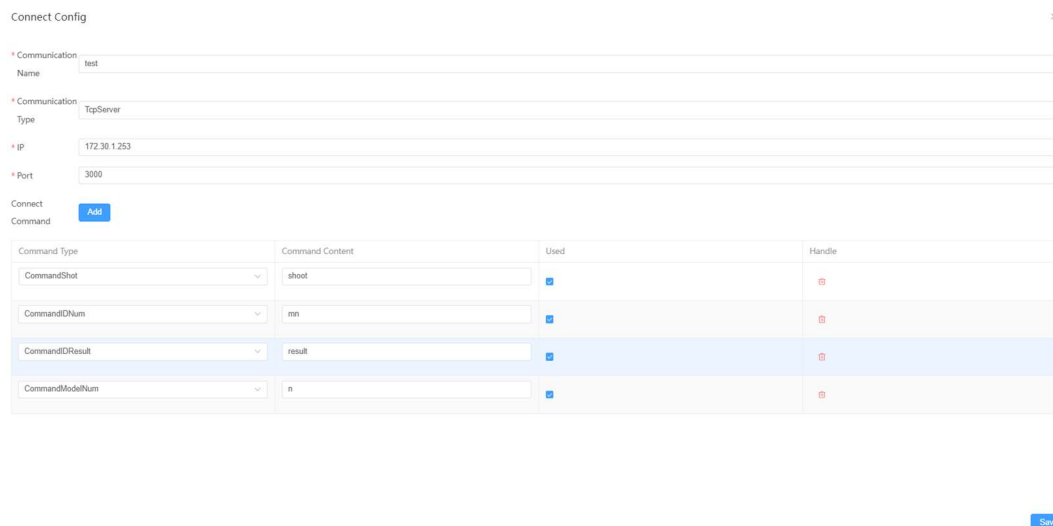 Connect Config
* Communication Name test
* Communication Type TcpServer
* IP 172.30.1.253
* Port 3000
Connect Command Add
Command Type Command Content Used Handle
CommandShot shoot
CommandIDNum mn
CommandIDResult result
CommandModelNum n